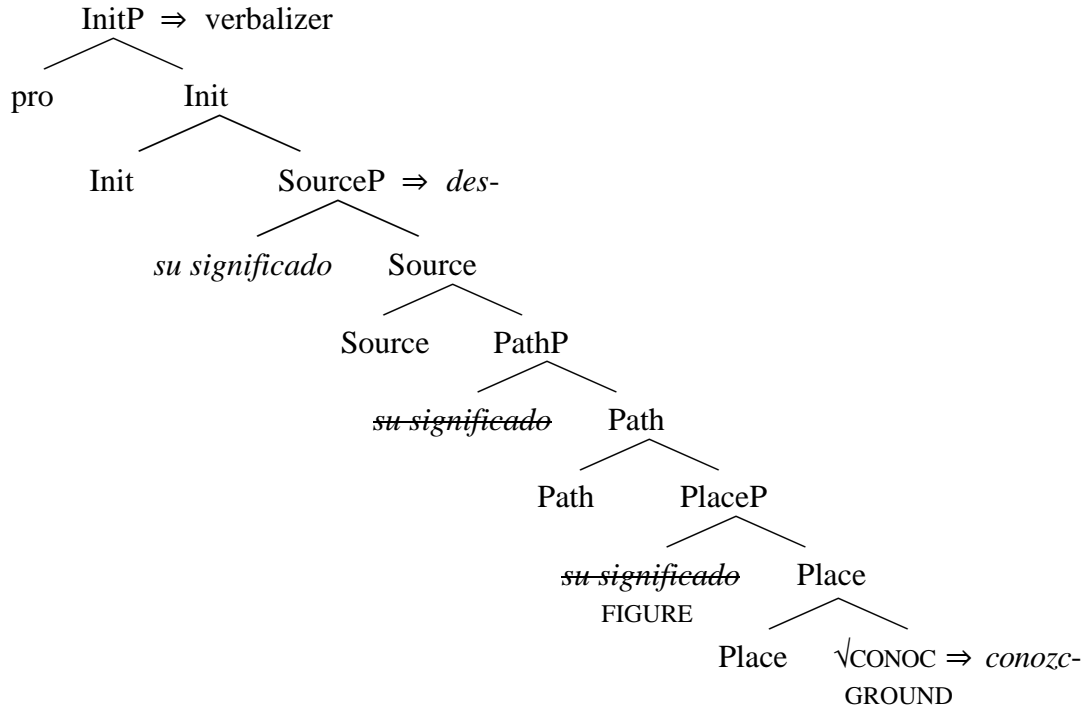 InitP ⇒ verbalizer
pro Init
Init SourceP ⇒ des-
su significado Source
Source PathP
su significado Path
Path PlaceP
su significado Place
FIGURE
Place √CONOC ⇒ conozc-
GROUND